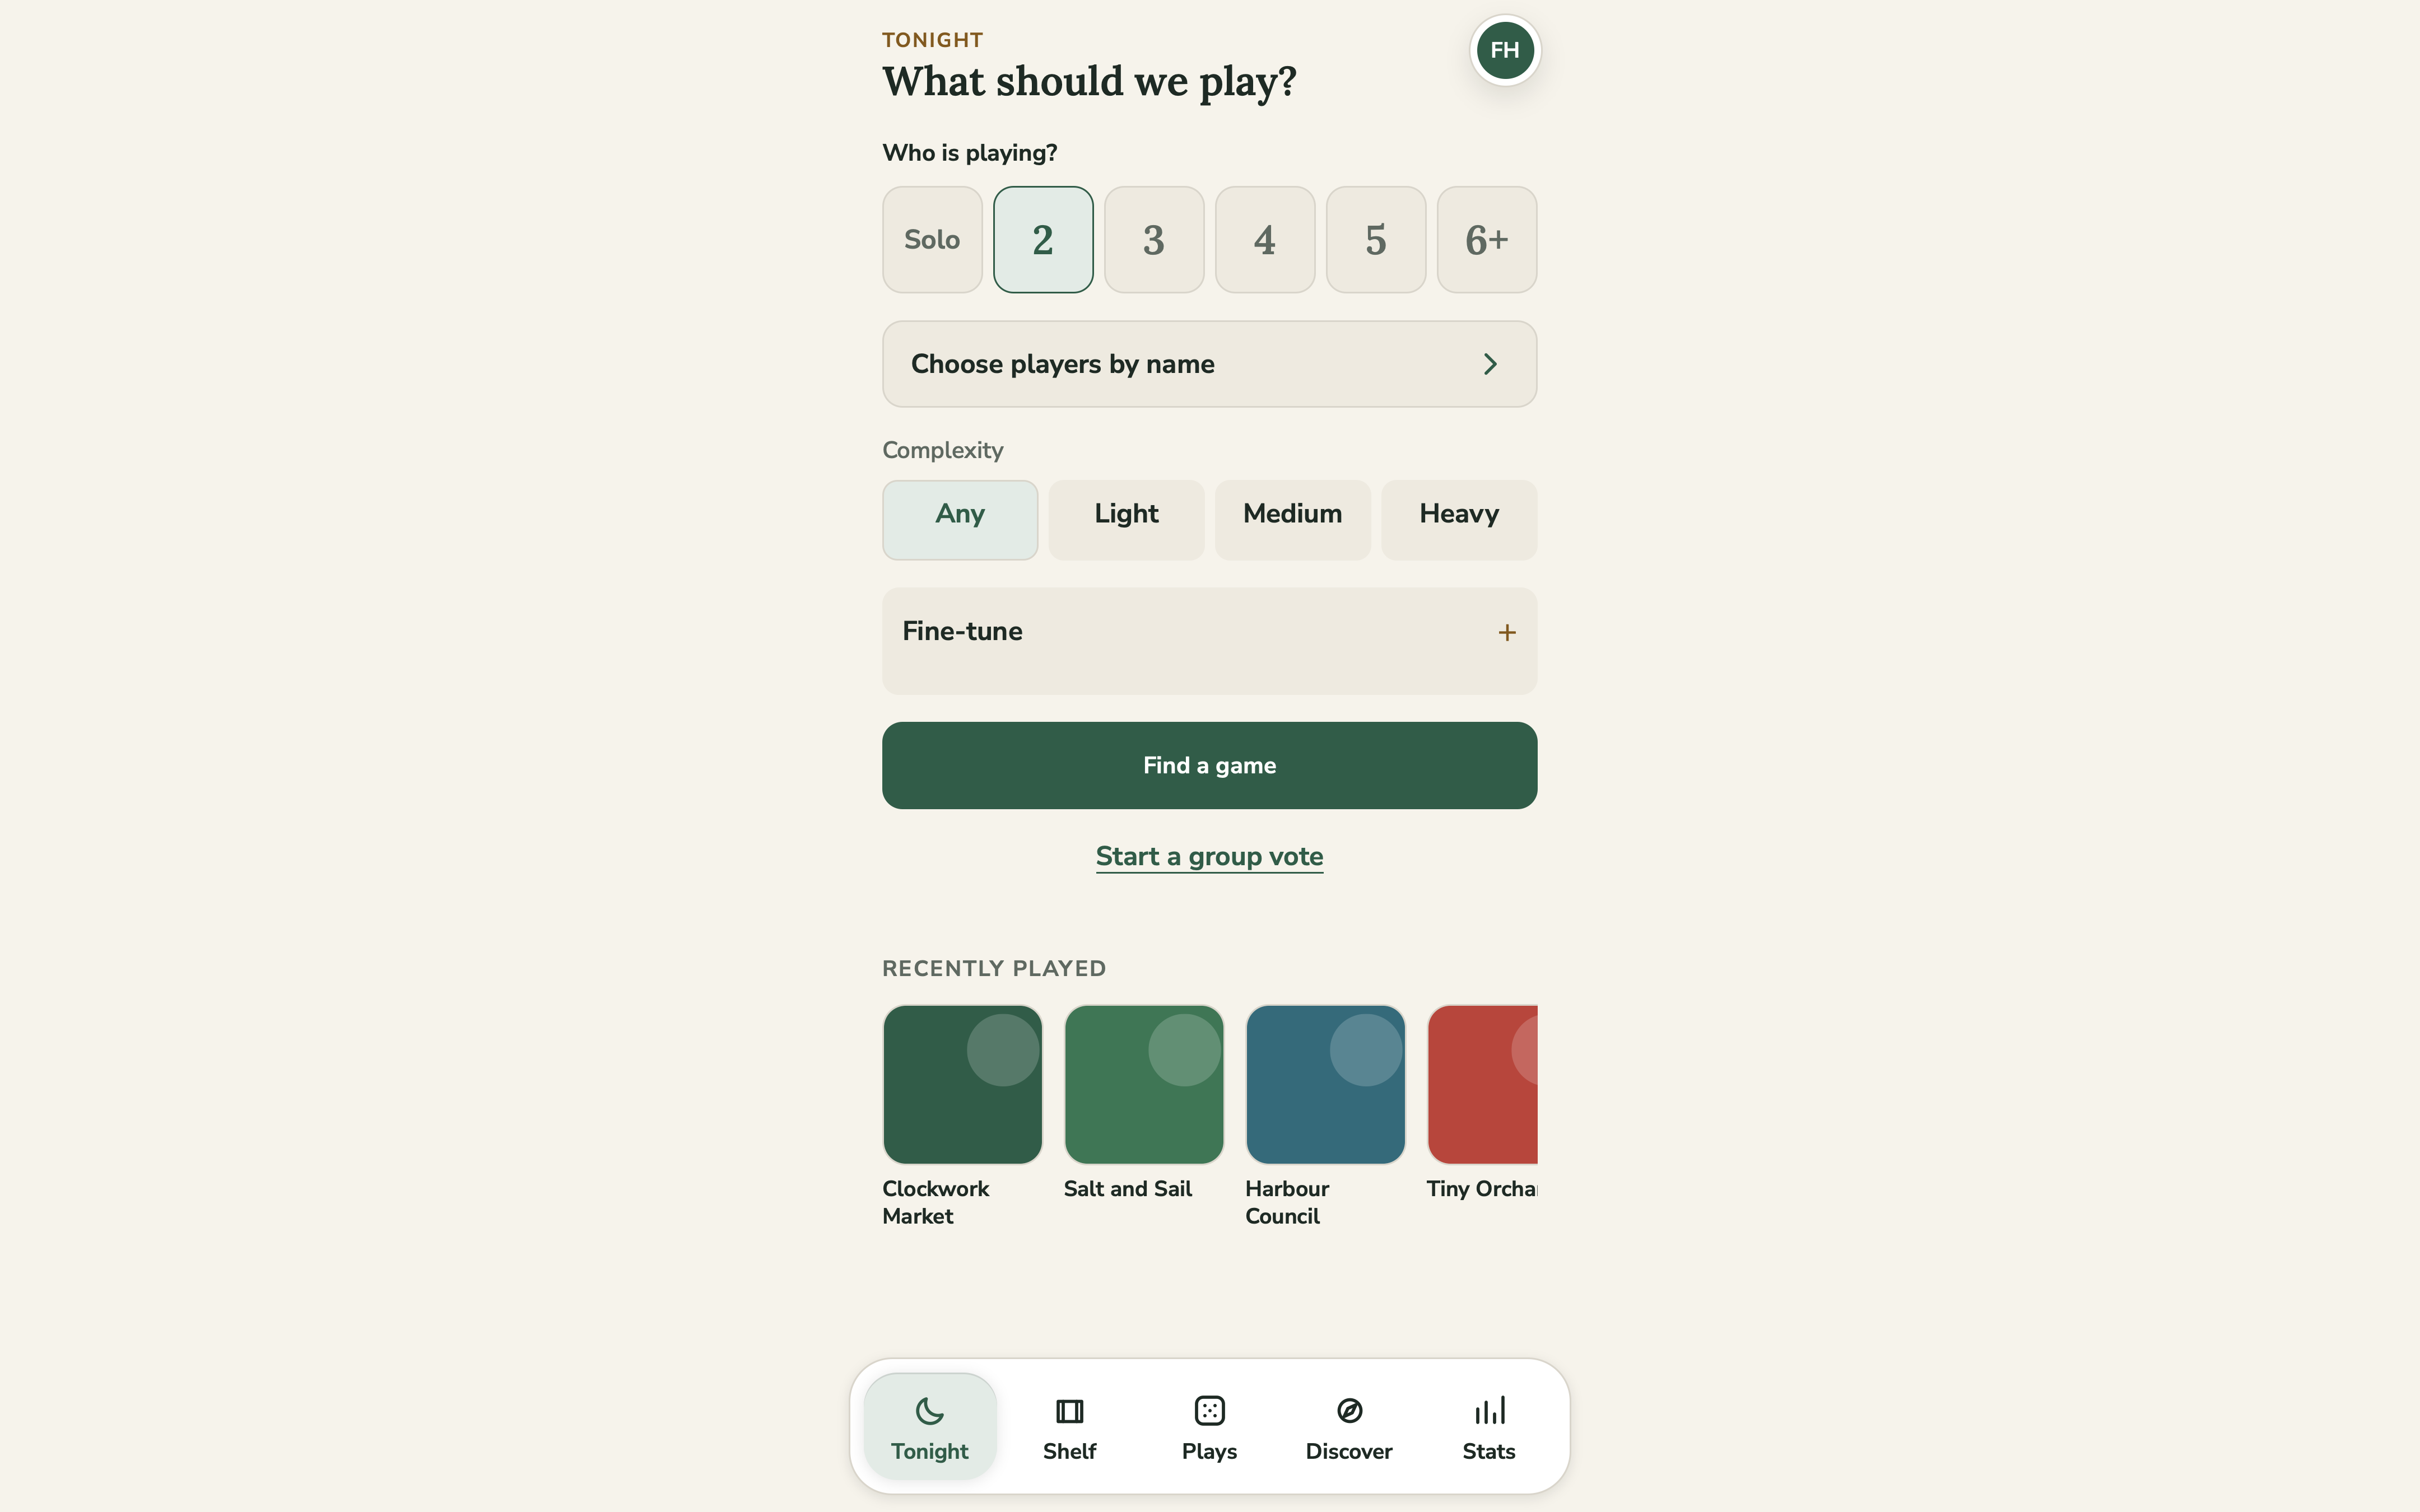 TONIGHT
What should we play?
FH
Who is playing?
Solo
2
3
4
5
6+
Choose players by name
Complexity
Any
Light
Medium
Heavy
Fine-tune
+
Find a game
Start a group vote
RECENTLY PLAYED
Clockwork
Market
Salt and Sail
Harbour
Council
Tiny
Tonight
Shelf
Plays
Discover
Stats